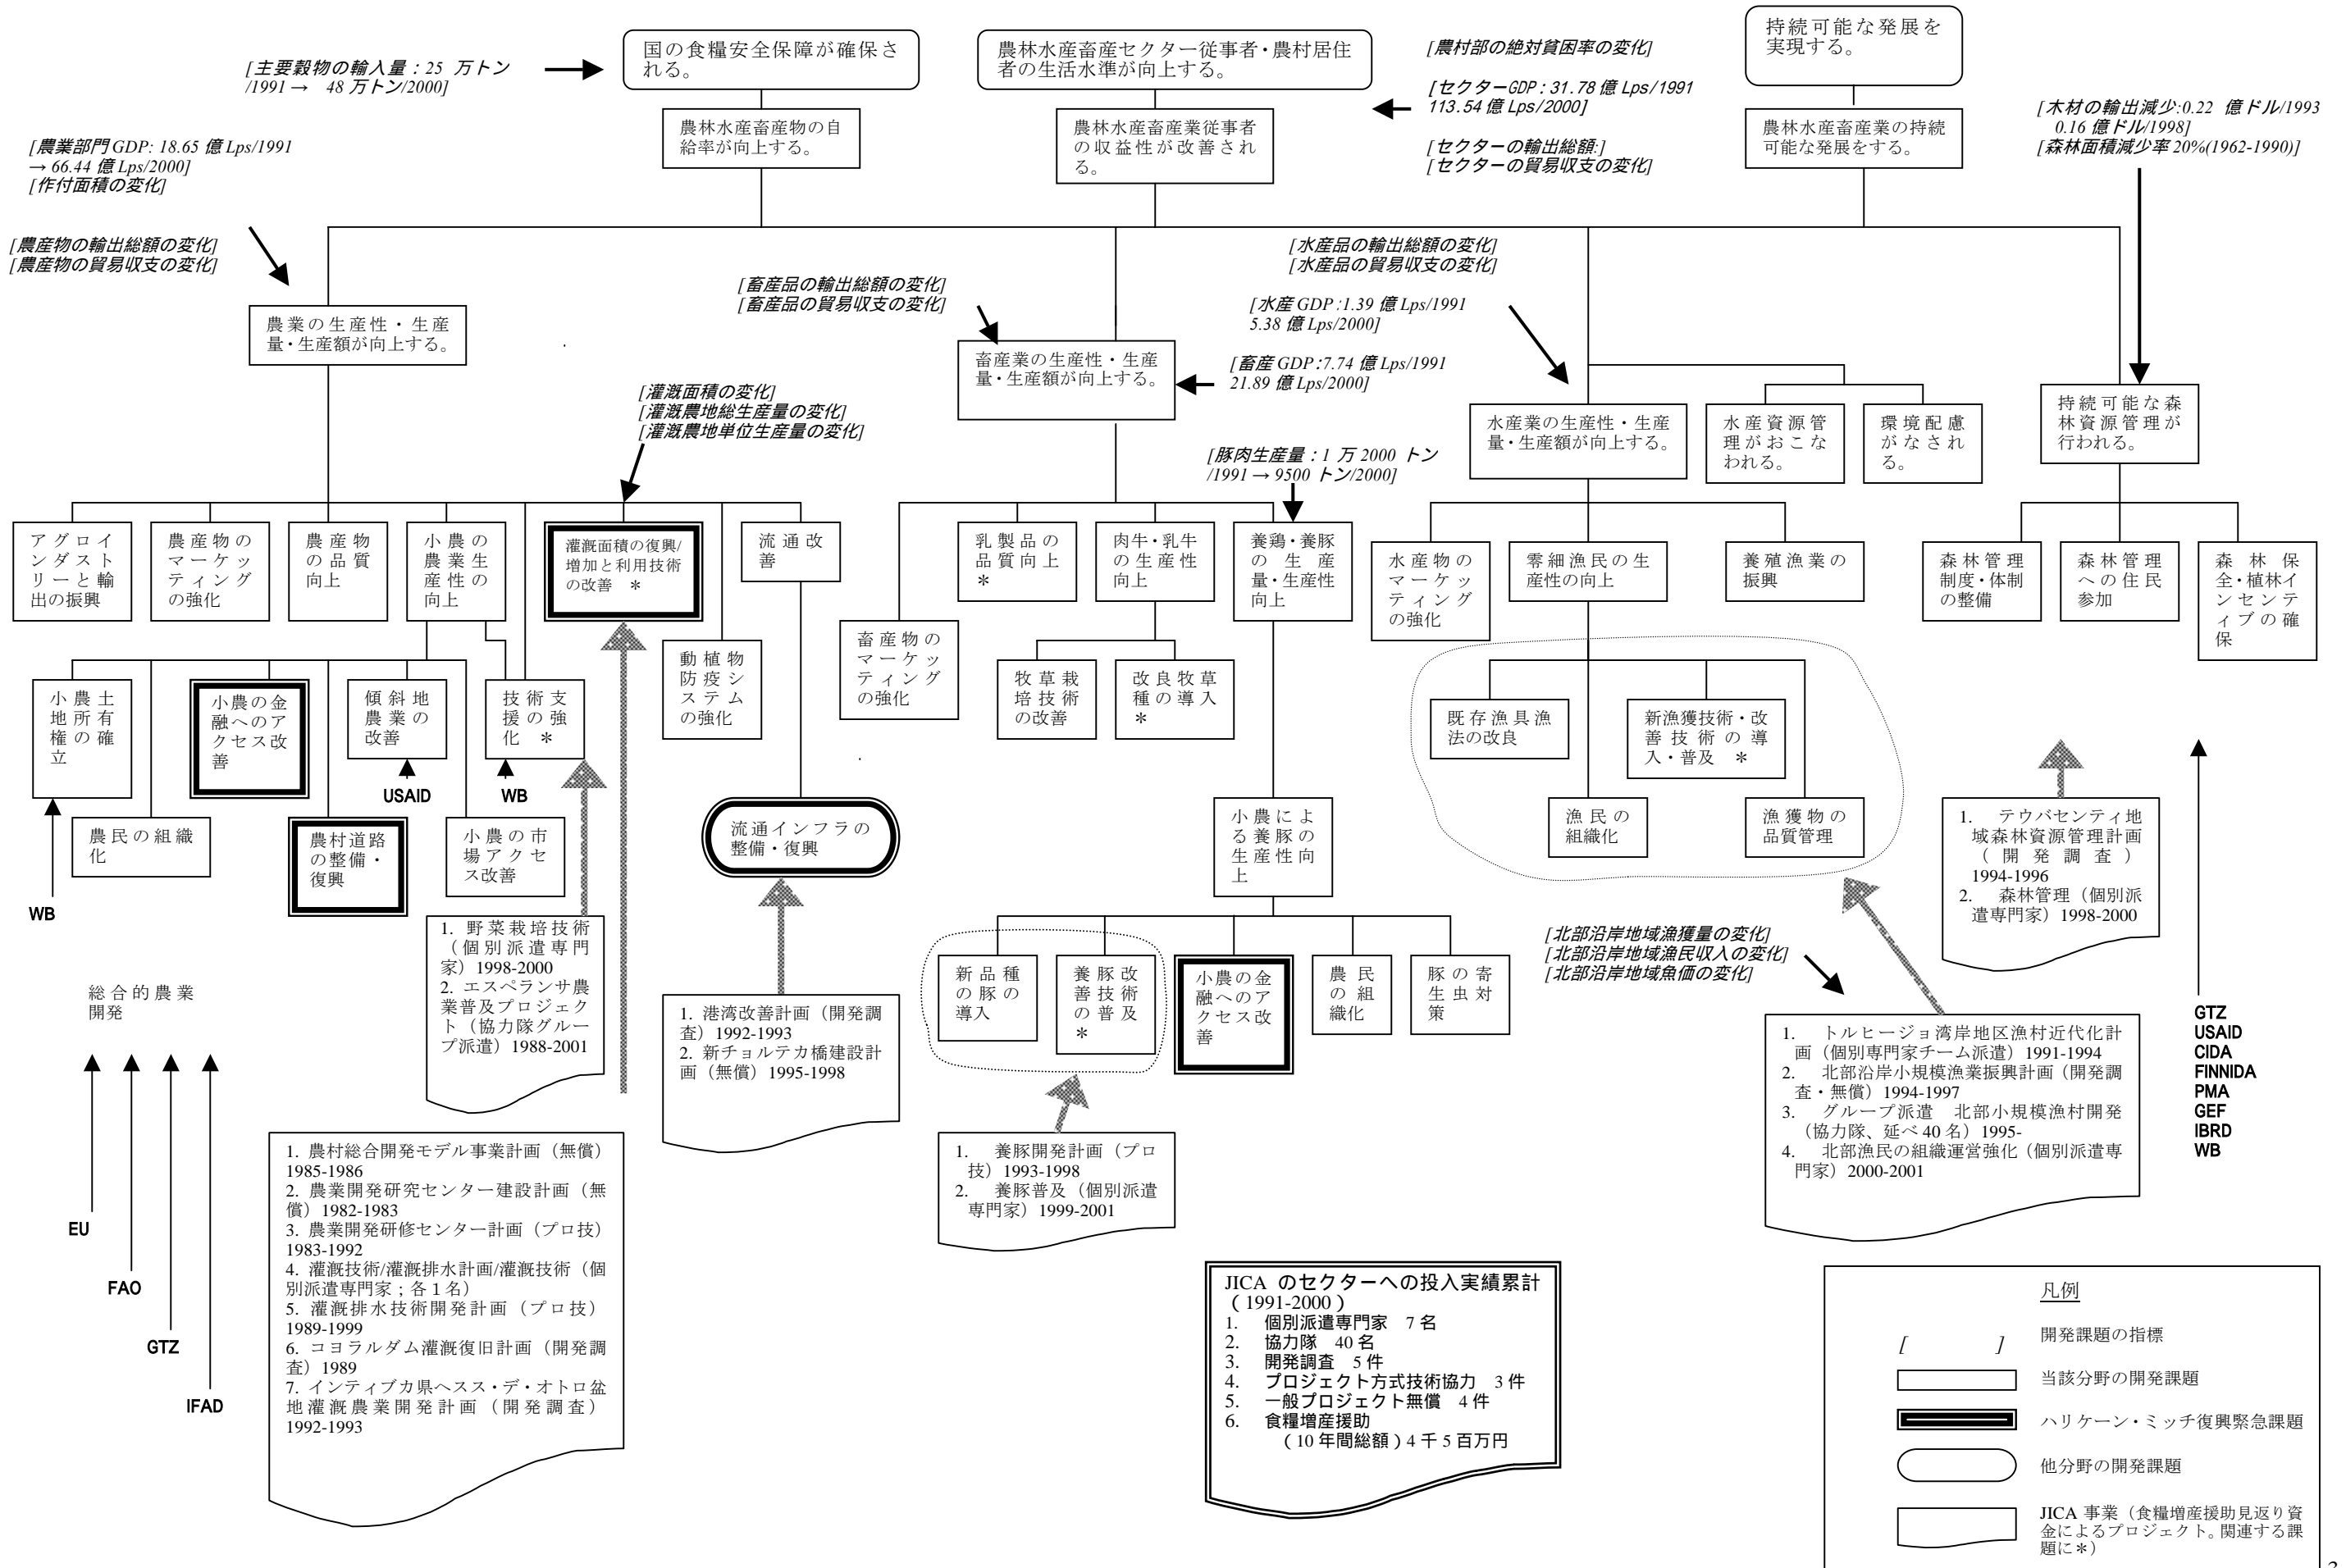 国の食糧安全保障が確保さ
れる。
農林水産畜産セクター従事者・農村居住
者の生活水準が向上する。
持続可能な発展を
実現する。
[主要穀物の輸入量：25 万トン
/1991→ 48 万トン/2000]
[農村部の絶対貧困率の変化]
[セクターGDP：31.78 億 Lps/1991
113.54 億 Lps/2000]
[セクターの輸出総額:]
[セクターの貿易収支の変化]
農林水産畜産物の自
給率が向上する。
農林水産畜産業従事者
の収益性が改善され
る。
農林水産畜産業の持続
可能な発展をする。
[木材の輸出減少:0.22 億ドル/1993
0.16 億ドル/1998]
[森林面積減少率 20%(1962-1990)]
[農業部門 GDP: 18.65 億 Lps/1991
→ 66.44 億 Lps/2000]
[作付面積の変化]
[農産物の輸出総額の変化]
[農産物の貿易収支の変化]
[畜産品の輸出総額の変化]
[畜産品の貿易収支の変化]
[水産品の輸出総額の変化]
[水産品の貿易収支の変化]
[水産 GDP :1.39 億 Lps/1991
5.38 億 Lps/2000]
[畜産 GDP :7.74 億 Lps/1991
21.89 億 Lps/2000]
農業の生産性・生産
量・生産額が向上する。
畜産業の生産性・生産
量・生産額が向上する。
水産業の生産性・生産
量・生産額が向上する。
水産資源管
理がおこな
われる。
環境配慮
がなされ
る。
持続可能な森
林資源管理が
行われる。
[灌漑面積の変化]
[灌漑農地総生産量の変化]
[灌漑農地単位生産量の変化]
[豚肉生産量：1 万 2000 トン
/1991 → 9500 トン/2000]
アグロイ
ンダスト
リーと輸
出の振興
農産物の
マーケッ
ティング
の強化
農産物
の品質
向上
小農の
農業生
産性の
向上
灌漑面積の復興/
増加と利用技術
の改善 ＊
流通改
善
乳製品の
品質向上
＊
肉牛・乳牛
の生産性
向上
養鶏・養豚
の生産
量・生産性
向上
水産物の
マーケッ
ティング
の強化
零細漁民の生
産性の向上
養殖漁業の
振興
森林管理
制度・体制
の整備
森林管理
への住民
参加
森林保
全・植林イ
ンセンテ
ィブの確
保
小農土
地所有
権の確
立
小農の金
融へのア
クセス改
善
傾斜地
農業の
改善
技術支
援の強
化 ＊
動植物
防疫シ
ステム
の強化
畜産物の
マーケッ
ティング
の強化
牧草栽
培技術
の改善
改良牧草
種の導入
＊
既存漁具漁
法の改良
新漁獲技術・改
善技術の導
入・普及 ＊
USAID
WB
農民の組織
化
農村道路
の整備・
復興
小農の市
場アクセ
ス改善
流通インフラの
整備・復興
小農によ
る養豚の
生産性向
上
漁民の
組織化
漁獲物の
品質管理
WB
1. テウバセンティ地
域森林資源管理計画
（開発調査）
1994-1996
2. 森林管理（個別派
遣専門家）1998-2000
1. 野菜栽培技術
（個別派遣専門
家）1998-2000
2. エスペランサ農
業普及プロジェク
ト（協力隊グルー
プ派遣）1988-2001
1. 港湾改善計画（開発調
査）1992-1993
2. 新チョルテカ橋建設計
画（無償）1995-1998
新品種
の豚の
導入
養豚改
善技術
の普及
＊
小農の金
融へのア
クセス改
善
農民
の組
織化
豚の寄
生虫対
策
[北部沿岸地域漁獲量の変化]
[北部沿岸地域漁民収入の変化]
[北部沿岸地域魚価の変化]
総合的農業
開発
EU
FAO
GTZ
IFAD
1. 農村総合開発モデル事業計画（無償）
1985-1986
2. 農業開発研究センター建設計画（無
償）1982-1983
3. 農業開発研修センター計画（プロ技）
1983-1992
4. 灌漑技術/灌漑排水計画/灌漑技術（個
別派遣専門家；各１名）
5. 灌漑排水技術開発計画（プロ技）
1989-1999
6. コヨラルダム灌漑復旧計画（開発調
査）1989
7. インティブカ県ヘスス・デ・オトロ盆
地灌漑農業開発計画（開発調査）
1992-1993
1. 養豚開発計画（プロ
技）1993-1998
2. 養豚普及（個別派遣
専門家）1999-2001
1. トルヒージョ湾岸地区漁村近代化計
画（個別専門家チーム派遣）1991-1994
2. 北部沿岸小規模漁業振興計画（開発調
査・無償）1994-1997
3. グループ派遣 北部小規模漁村開発
（協力隊、延べ 40 名）1995-
4. 北部漁民の組織運営強化（個別派遣専
門家）2000-2001
GTZ
USAID
CIDA
FINNIDA
PMA
GEF
IBRD
WB
JICA のセクターへの投入実績累計
（1991-2000）
1. 個別派遣専門家 7 名
2. 協力隊 40 名
3. 開発調査 5 件
4. プロジェクト方式技術協力 3 件
5. 一般プロジェクト無償 4 件
6. 食糧増産援助
（10 年間総額）4 千 5 百万円
凡例
[ ] 開発課題の指標
当該分野の開発課題
ハリケーン・ミッチ復興緊急課題
他分野の開発課題
JICA 事業（食糧増産援助見返り資
金によるプロジェクト。関連する課
題に＊）